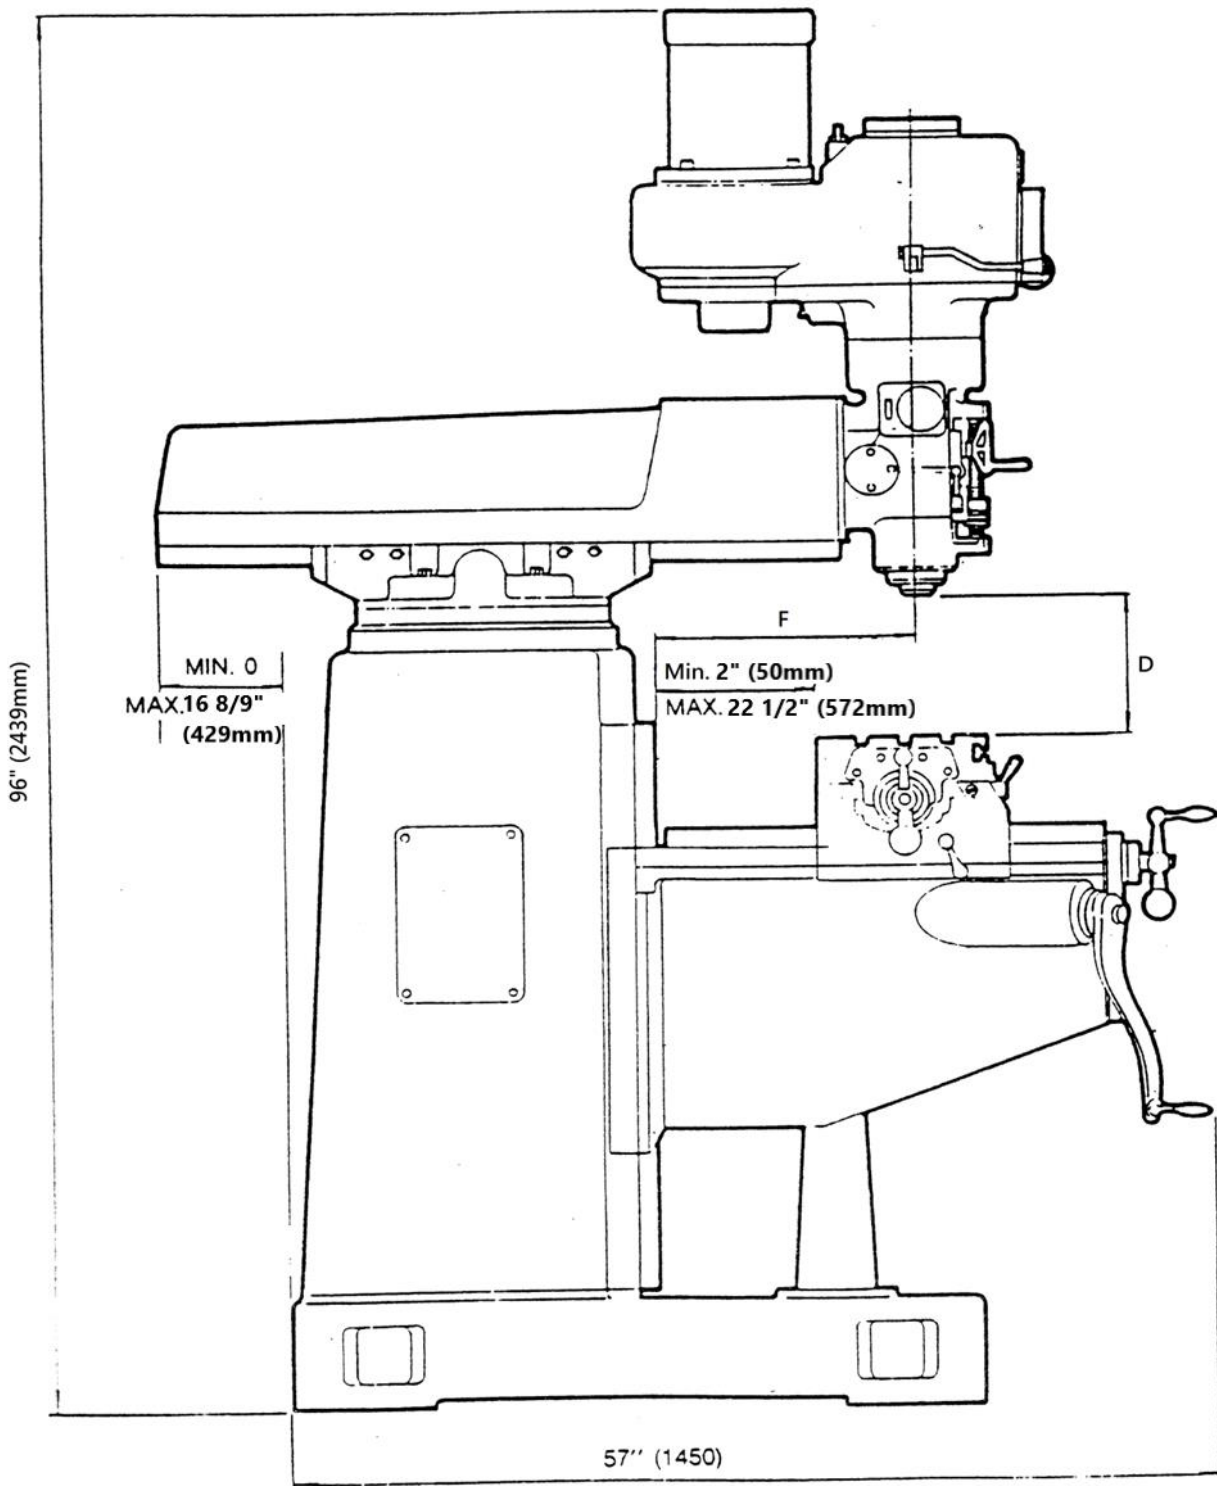 F
MIN. 0
MAX.16 8/9"
(429mm)
Min. 2" (50mm)
MAX. 22 1/2" (572mm)
D
96" (2439mm)
57'' (1450)